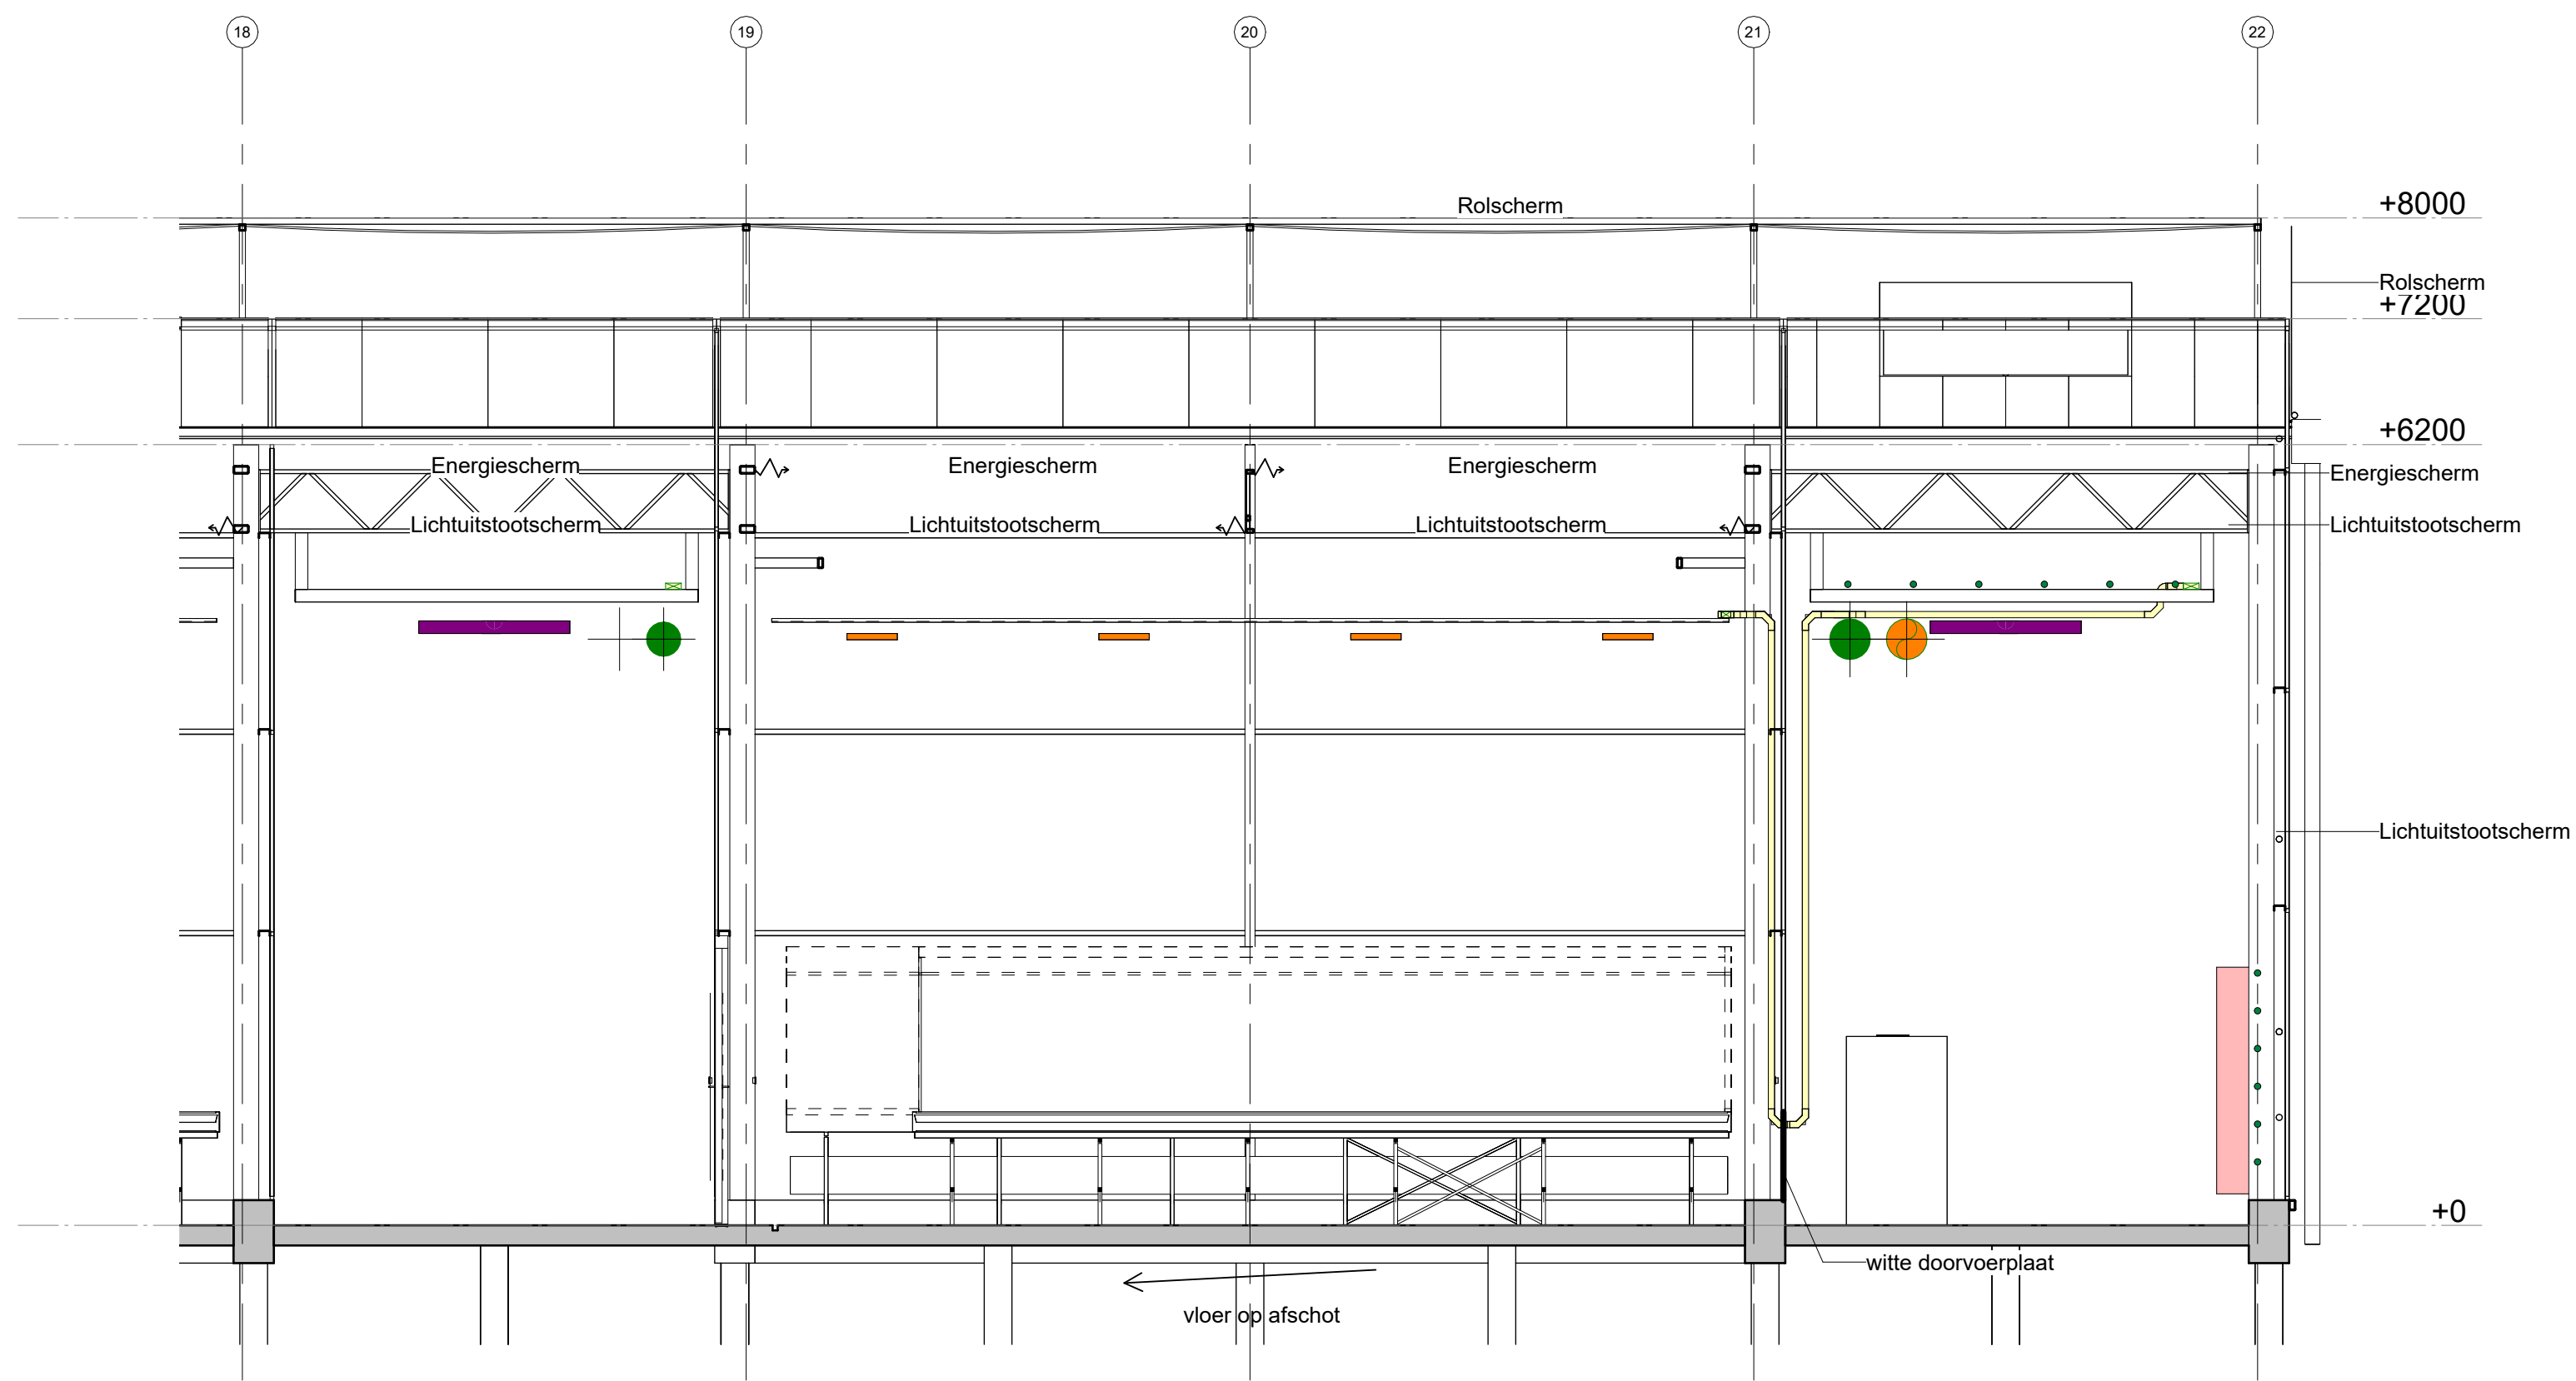 18
19
20
21
22
Rolscherm
+8000
Rolscherm
+7200
+6200
Energiescherm
Energiescherm
Energiescherm
Energiescherm
Lichtuitstootscherm
Lichtuitstootscherm
Lichtuitstootscherm
Lichtuitstootscherm
Lichtuitstootscherm
+0
witte doorvoerplaat
vloer op afschot